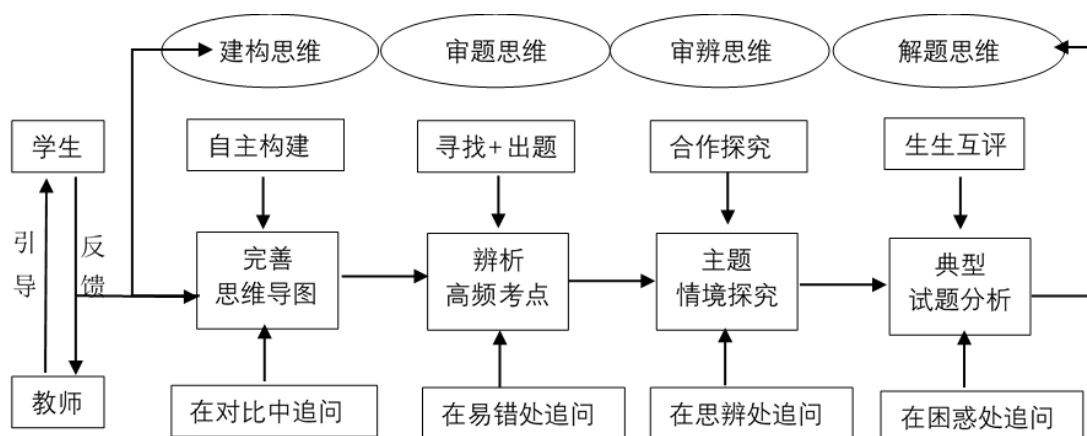 建构思维
审题思维
审辨思维
解题思维
学生
自主构建
寻找+出题
合作探究
生生互评
引导
反馈
完善
思维导图
辨析
高频考点
主题
情境探究
典型
试题分析
教师
在对比中追问
在易错处追问
在思辨处追问
在困惑处追问